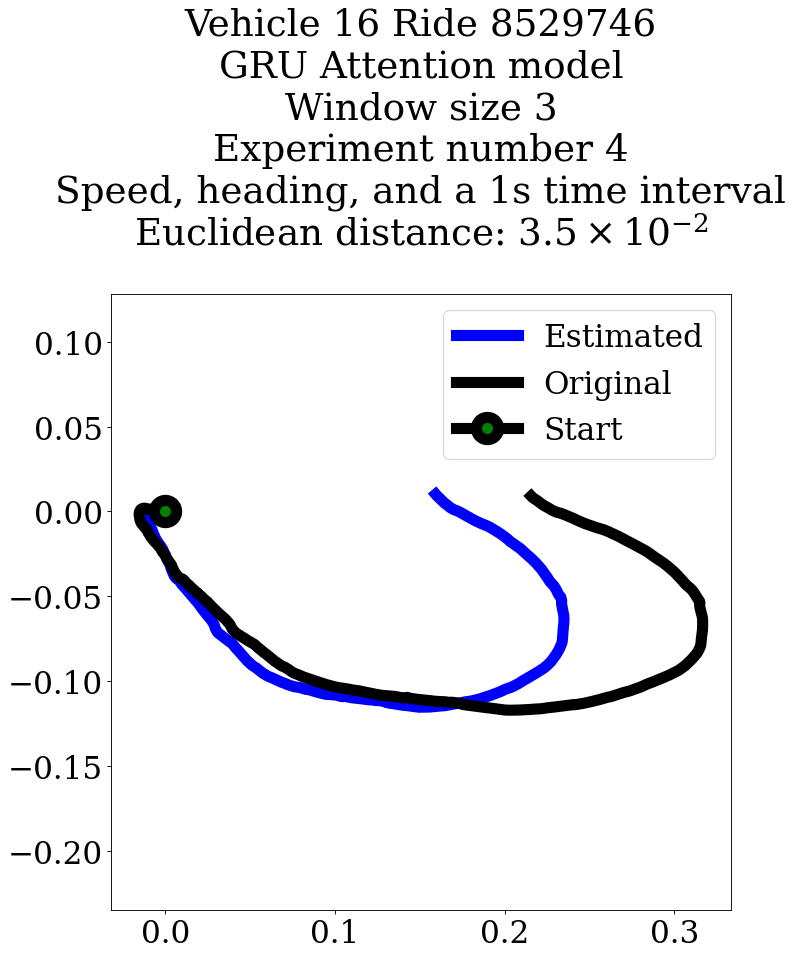 Vehicle 16 Ride 8529746
GRU Attention model
Window size 3
Experiment number 4
Speed, heading, and a 1s time interval
Euclidean distance: 3.5 × 10⁻²
Estimated
Original
Start
0.10
0.05
0.00
−0.05
−0.10
−0.15
−0.20
0.0 0.1 0.2 0.3